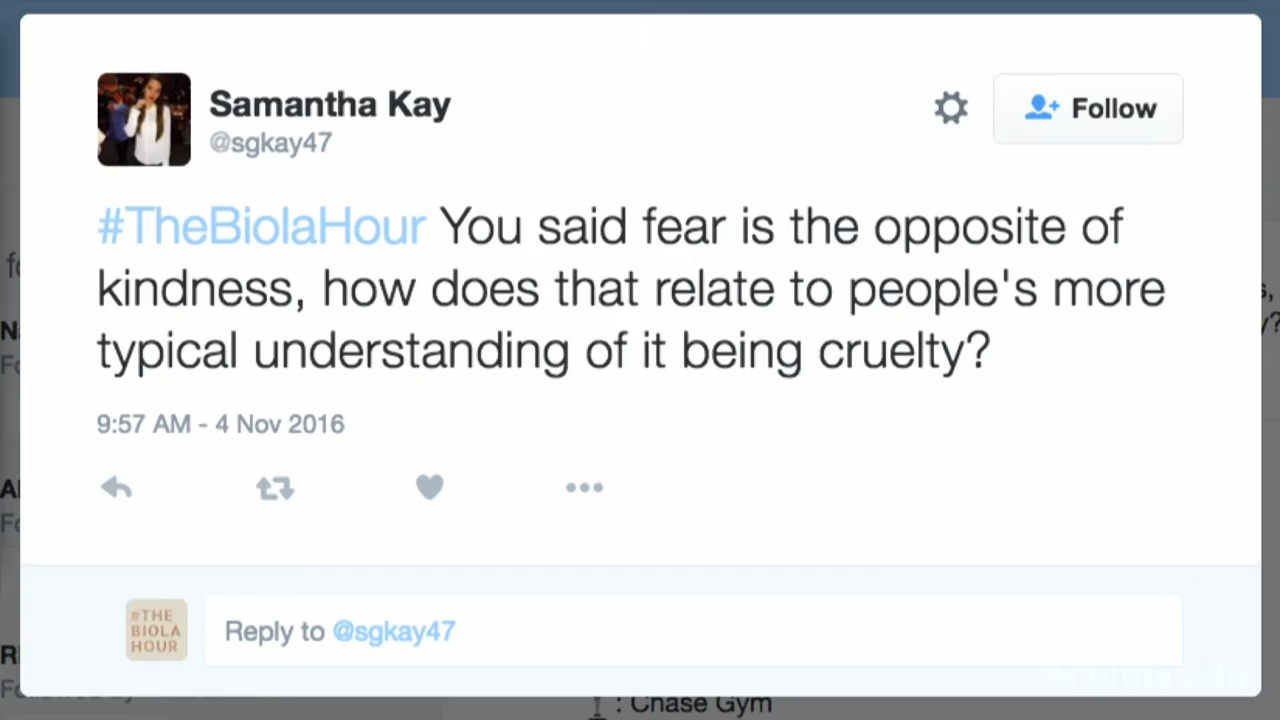 Samantha Kay
@sgkay47
Follow
#TheBiolaHour You said fear is the opposite of
kindness, how does that relate to people's more
typical understanding of it being cruelty?
9:57 AM - 4 Nov 2016
#THE
BIOLA
HOUR
Reply to @sgkay47
: Chase Gym